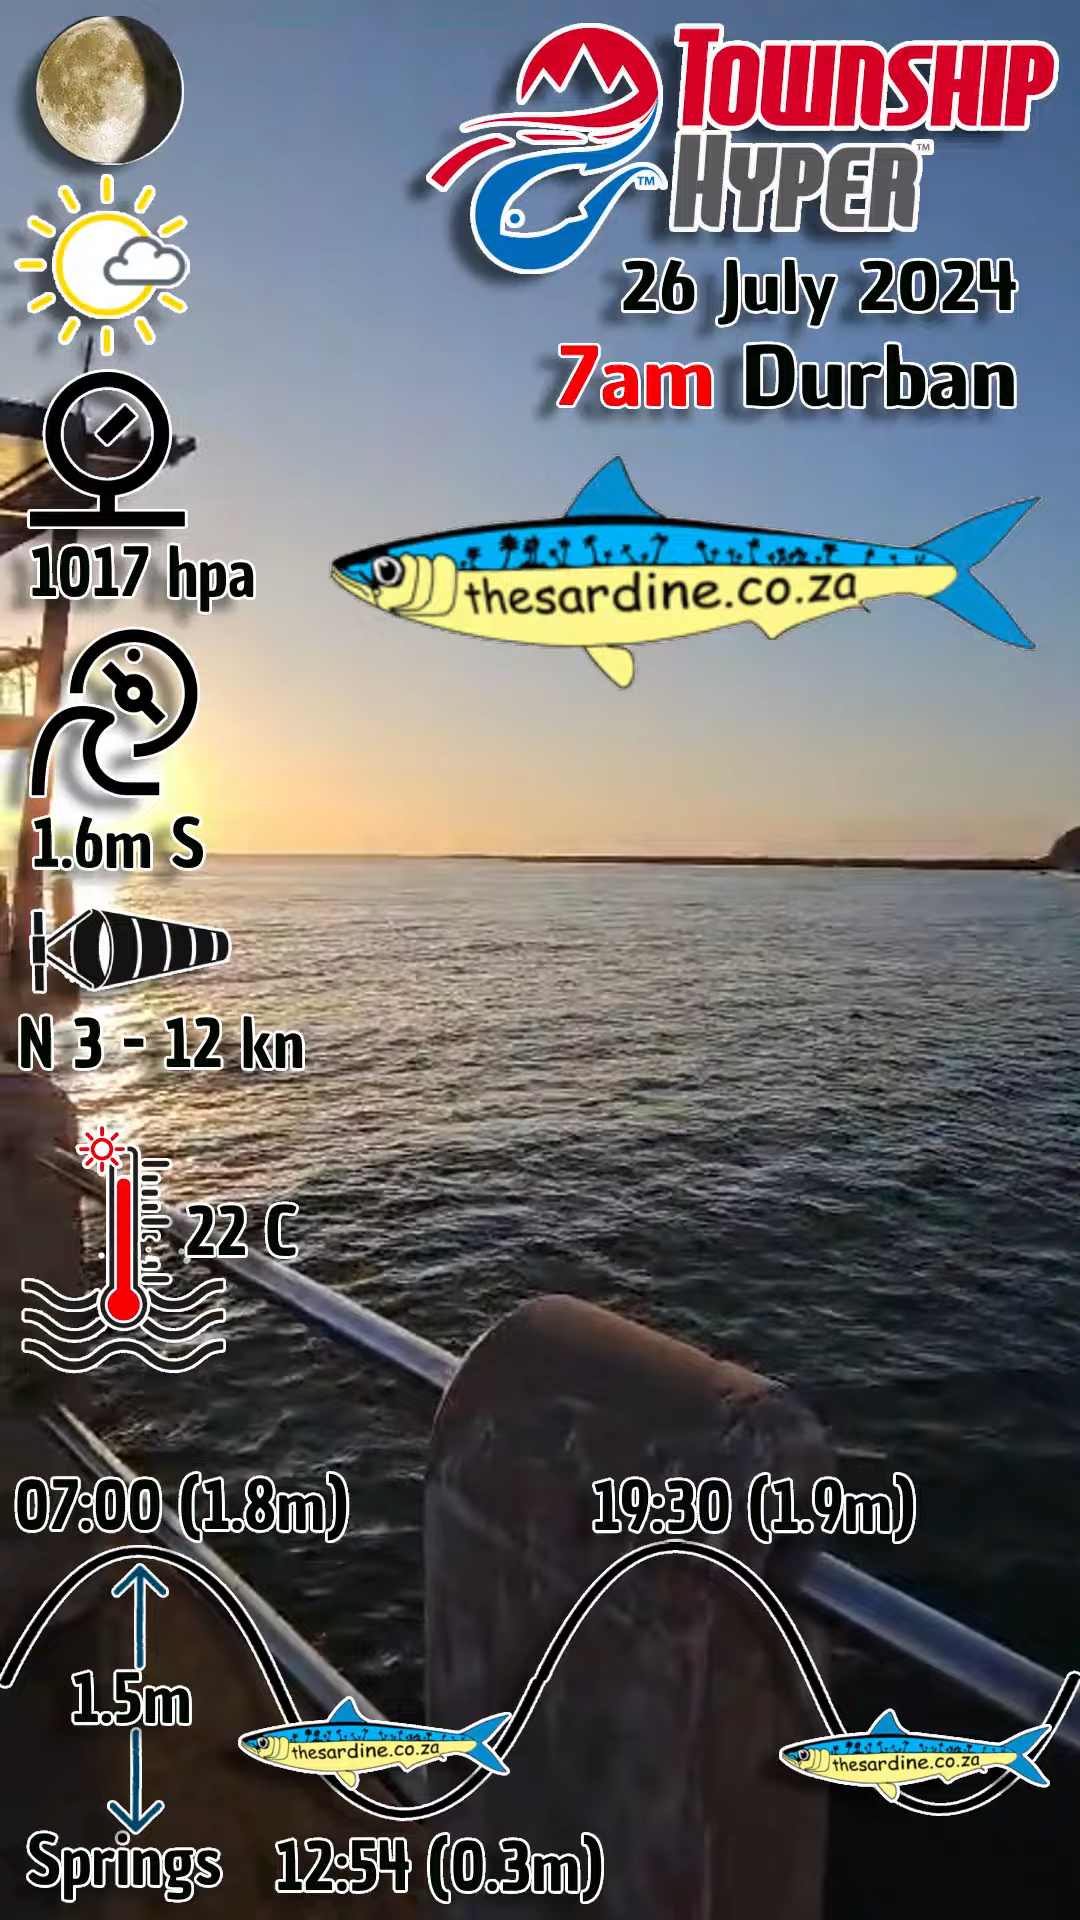 TOWNSHIP
HYPER™
™
26 July 2024
7am Durban
thesardine.co.za
1017 hpa
1.6m S
N 3 - 12 kn
22 C
07:00 (1.8m)
19:30 (1.9m)
1.5m
thesardine.co.za
thesardine.co.za
Springs
12:54 (0.3m)